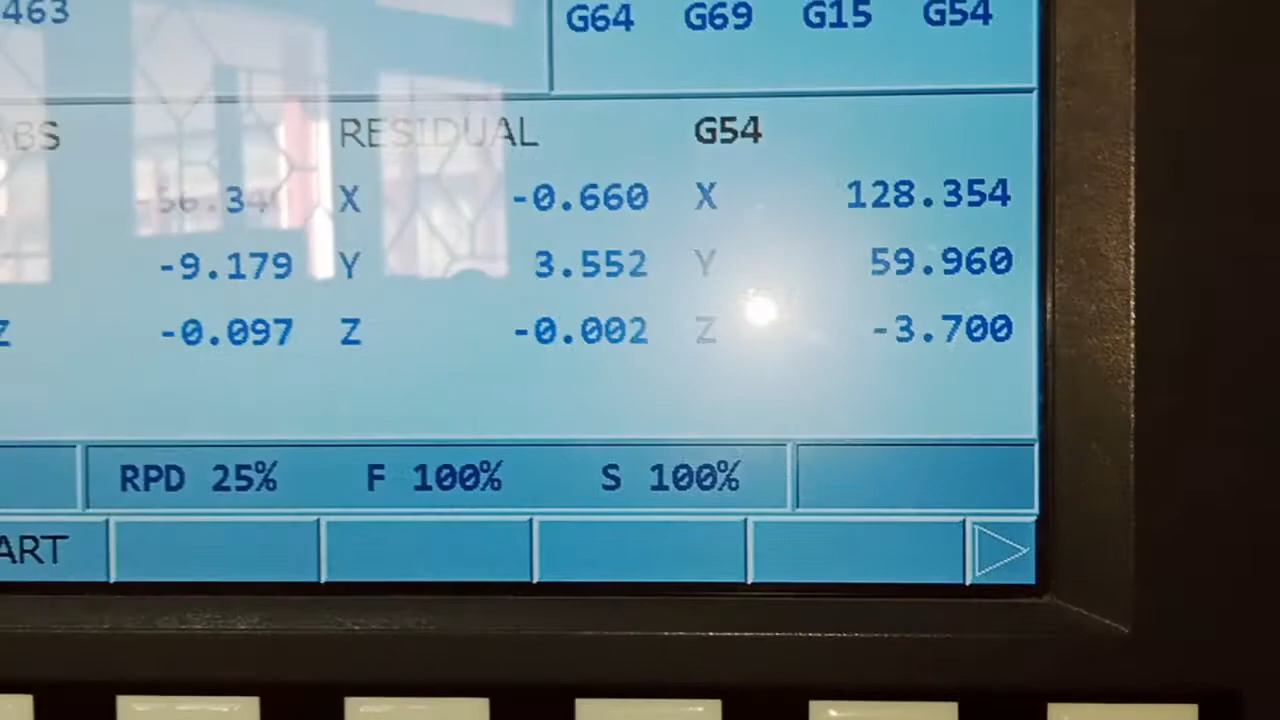 463 G64 G69 G15 G54
ABS RESIDUAL G54
X -0.660 X 128.354
-9.179 Y 3.552 Y 59.960
Z -0.097 Z -0.002 Z -3.700
RPD 25% F 100% S 100%
ART